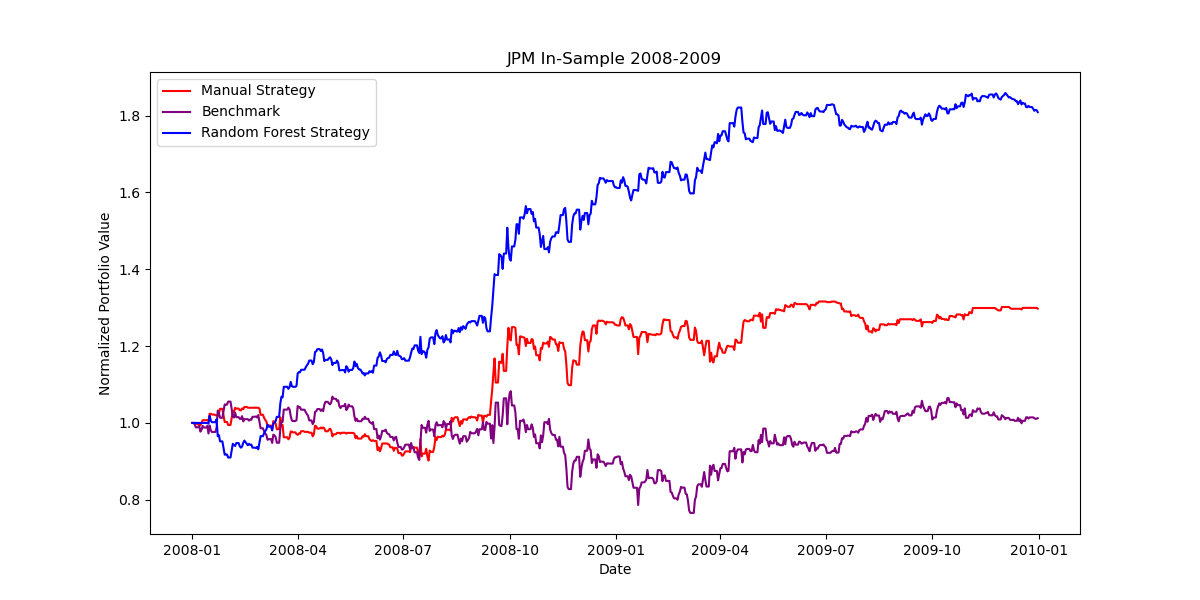 JPM In-Sample 2008-2009
Manual Strategy
Benchmark
Random Forest Strategy
Normalized Portfolio Value
1.8
1.6
1.4
1.2
1.0
0.8
2008-01 2008-04 2008-07 2008-10 2009-01 2009-04 2009-07 2009-10 2010-01
Date